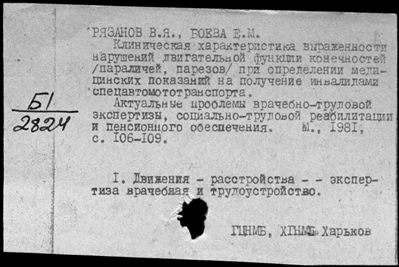 РЯЗАНОВ В.Я., БОЕВА Е.М.
Клиническая характеристика выраженности
нарушений двигательной функции конечностей
/параличей, парезов/ при определении меди-
цинских показаний на получение инвалидами
спецавтомототранспорта.
Актуальные проблемы врачебно-трудовой
экспертизы, социально-трудовой реабилитации
и пенсионного обеспечения. М., 1981,
с. 106-109.
Б1
2824
I. Движения - расстройства - - экспер-
тиза врачебная и трудоустройство.
ГЦНМБ, ХГНМБ Харьков